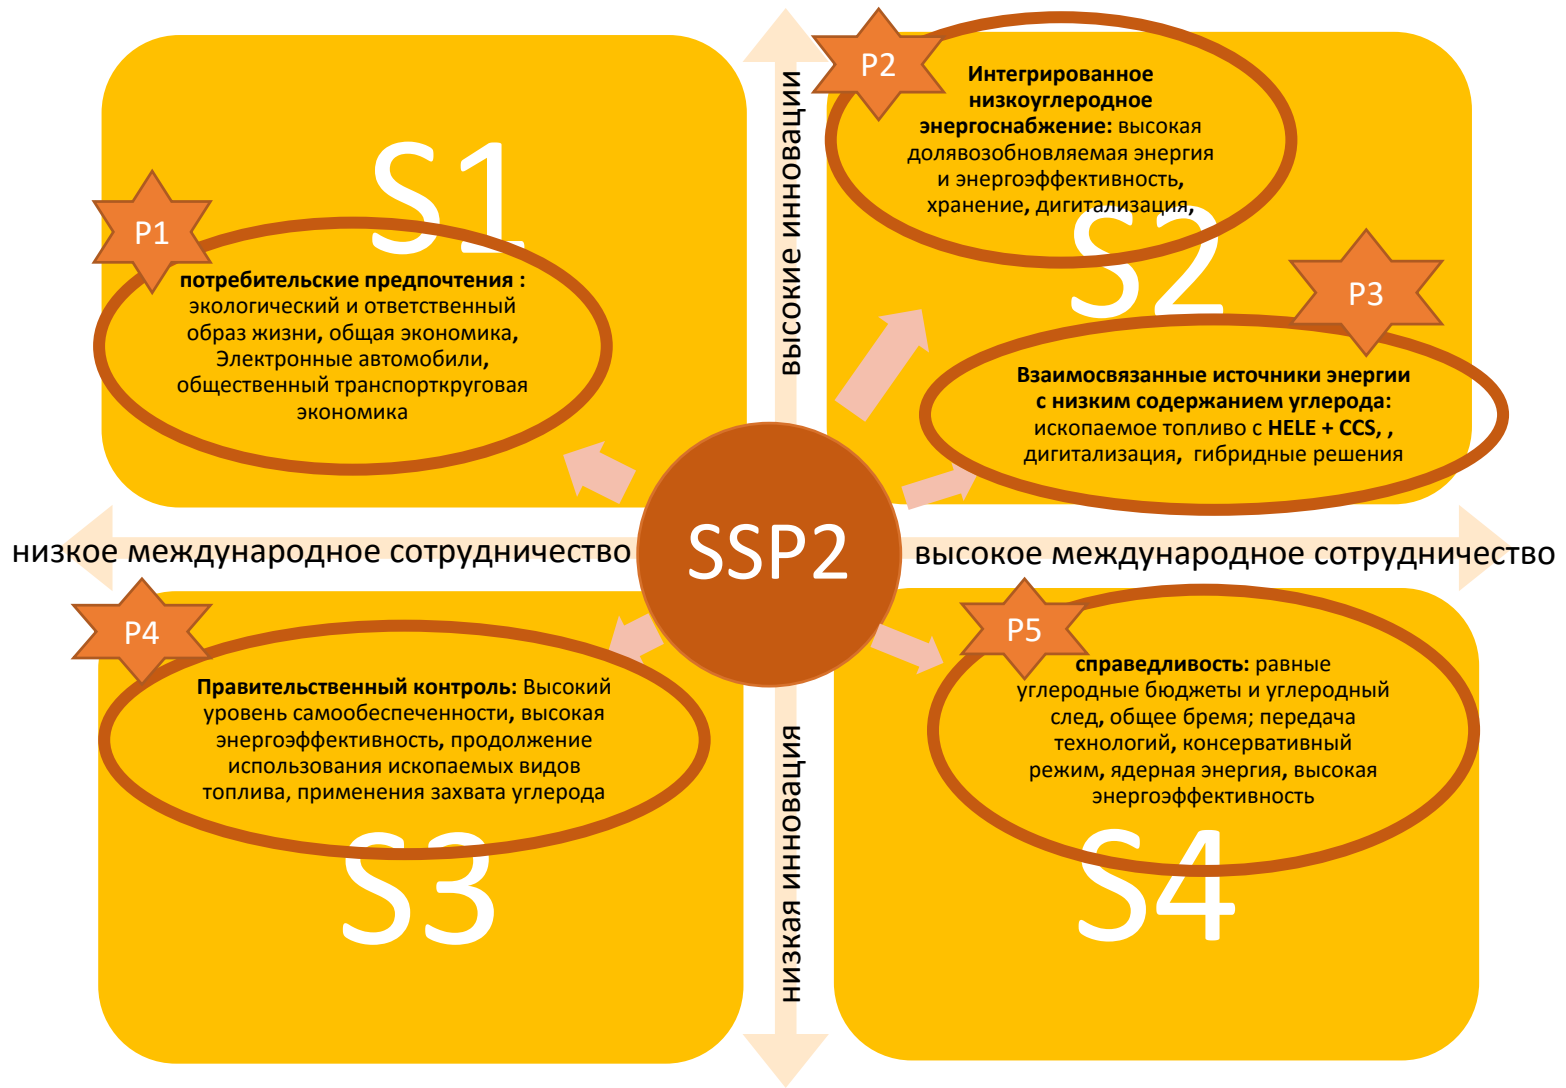 S1
P1
потребительские предпочтения :
экологический и ответственный
образ жизни, общая экономика,
Электронные автомобили,
общественный транспорткруговая
экономика
высокие инновации
P2
Интегрированное
низкоуглеродное
энергоснабжение: высокая
долявозобновляемая энергия
и энергоэффективность,
хранение, дигитализация,
S2
P3
Взаимосвязанные источники энергии
с низким содержанием углерода:
ископаемое топливо с HELE + CCS, ,
дигитализация, гибридные решения
низкое международное сотрудничество
SSP2
высокое международное сотрудничество
P4
Правительственный контроль: Высокий
уровень самообеспеченности, высокая
энергоэффективность, продолжение
использования ископаемых видов
топлива, применения захвата углерода
S3
низкая инновация
P5
справедливость: равные
углеродные бюджеты и углеродный
след, общее бремя; передача
технологий, консервативный
режим, ядерная энергия, высокая
энергоэффективность
S4